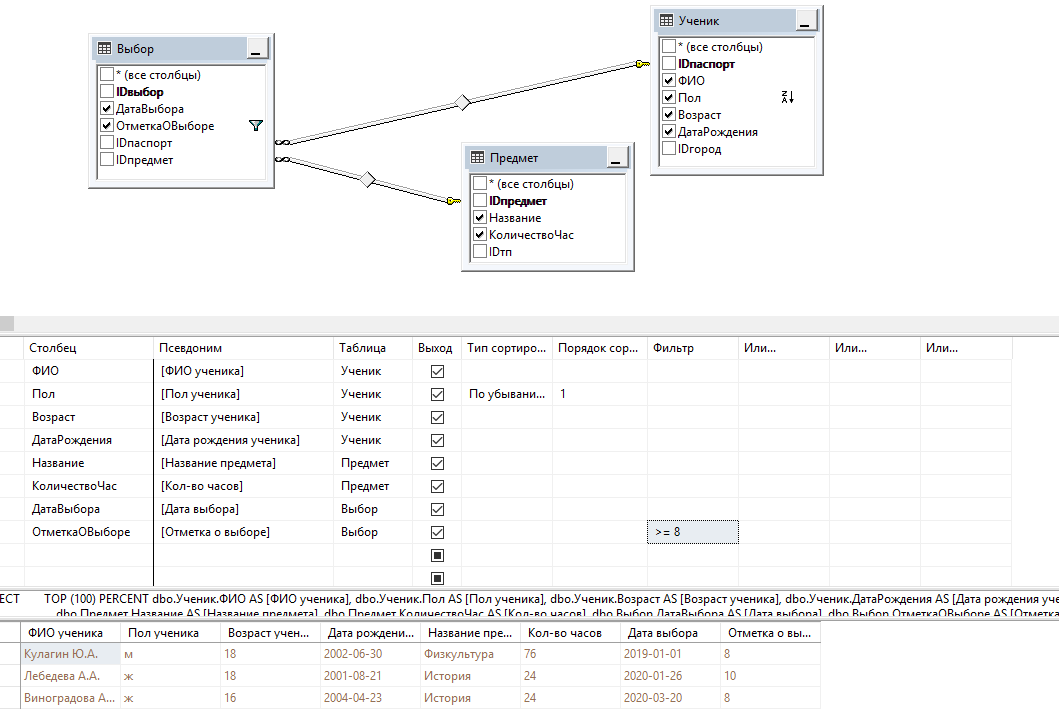 Выбор
* (все столбцы)
IDвыбор
ДатаВыбора
ОтметкаОВыборе
IDпаспорт
IDпредмет
Ученик
* (все столбцы)
IDпаспорт
ФИО
Пол
Возраст
ДатаРождения
IDгород
Предмет
* (все столбцы)
IDпредмет
Название
КоличествоЧас
IDтп
Столбец Псевдоним Таблица Выход Тип сортиро... Порядок сор... Фильтр Или... Или... Или...
ФИО [ФИО ученика] Ученик
Пол [Пол ученика] Ученик По убывани... 1
Возраст [Возраст ученика] Ученик
ДатаРождения [Дата рождения ученика] Ученик
Название [Название предмета] Предмет
КоличествоЧас [Кол-во часов] Предмет
ДатаВыбора [Дата выбора] Выбор
ОтметкаОВыборе [Отметка о выборе] Выбор >= 8
ECT TOP (100) PERCENT dbo.Ученик.ФИО AS [ФИО ученика], dbo.Ученик.Пол AS [Пол ученика], dbo.Ученик.Возраст AS [Возраст ученика], dbo.Ученик.ДатаРождения AS [Дата рождения уче
dbo.Предмет.Название AS [Название предмета], dbo.Предмет.КоличествоЧас AS [Кол-во часов], dbo.Выбор.ДатаВыбора AS [Дата выбора], dbo.Выбор.ОтметкаОВыборе AS [Отметка
ФИО ученика Пол ученика Возраст учен... Дата рождени... Название пре... Кол-во часов Дата выбора Отметка о вы...
Кулагин Ю.А. м 18 2002-06-30 Физкультура 76 2019-01-01 8
Лебедева А.А. ж 18 2001-08-21 История 24 2020-01-26 10
Виноградова А... ж 16 2004-04-23 История 24 2020-03-20 8